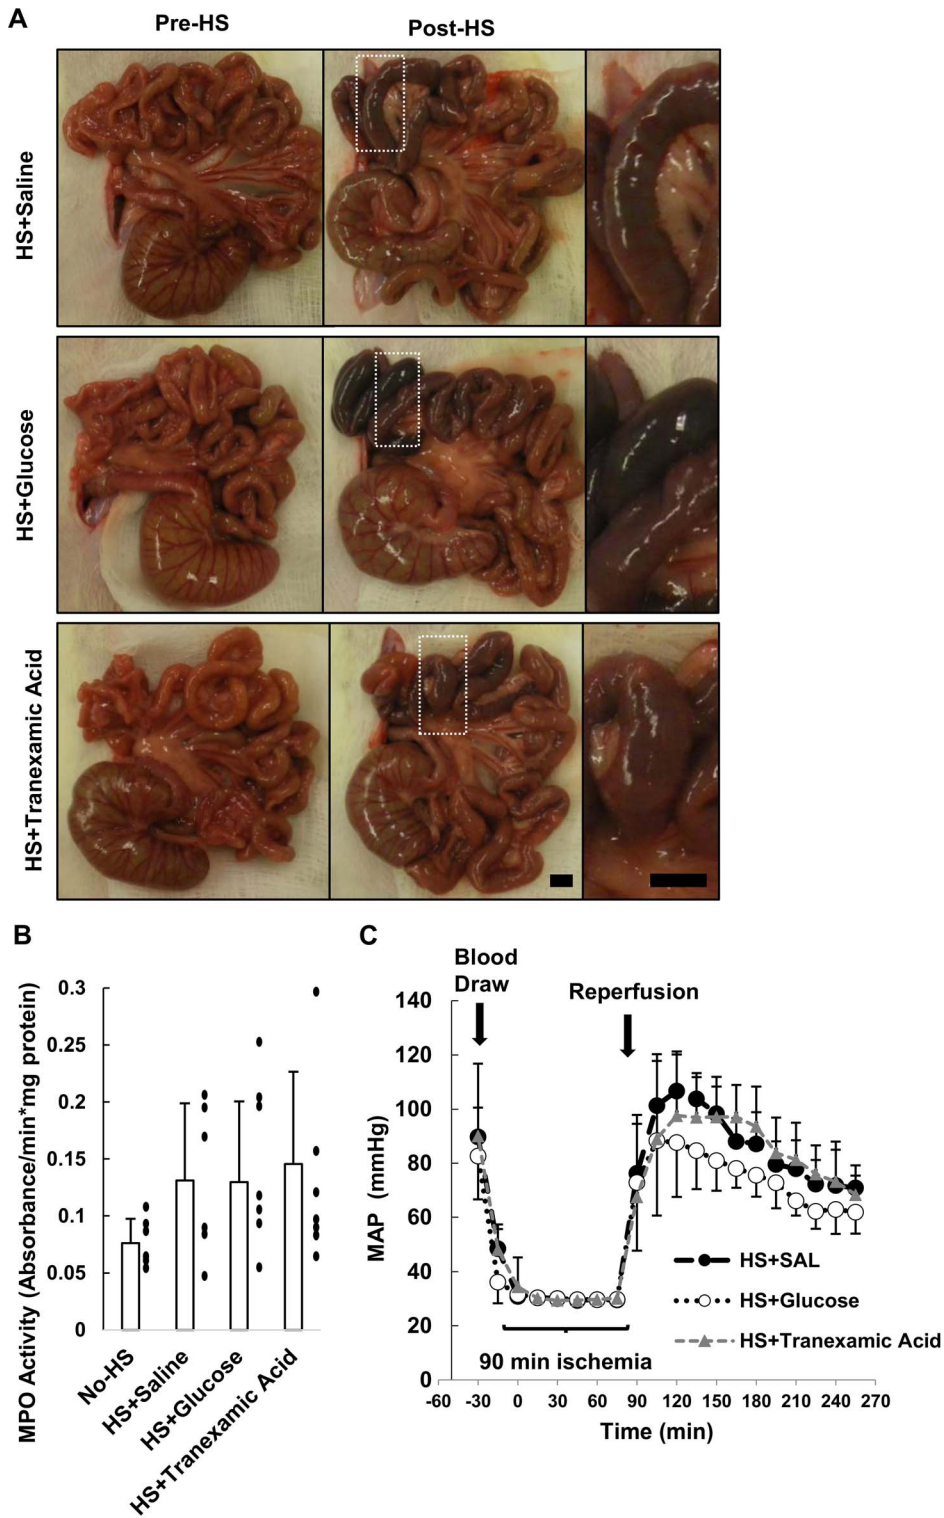 A
Pre-HS
Post-HS
HS+Saline
HS+Glucose
HS+Tranexamic Acid
B
MPO Activity (Absorbance/min*mg protein)
0.3
0.25
0.2
0.15
0.1
0.05
0
No-HS
HS+Saline
HS+Glucose
HS+Tranexamic Acid
C
Blood
Draw
Reperfusion
MAP (mmHg)
140
120
100
80
60
40
20
0
HS+SAL
HS+Glucose
HS+Tranexamic Acid
90 min ischemia
-60 -30 0 30 60 90 120 150 180 210 240 270
Time (min)